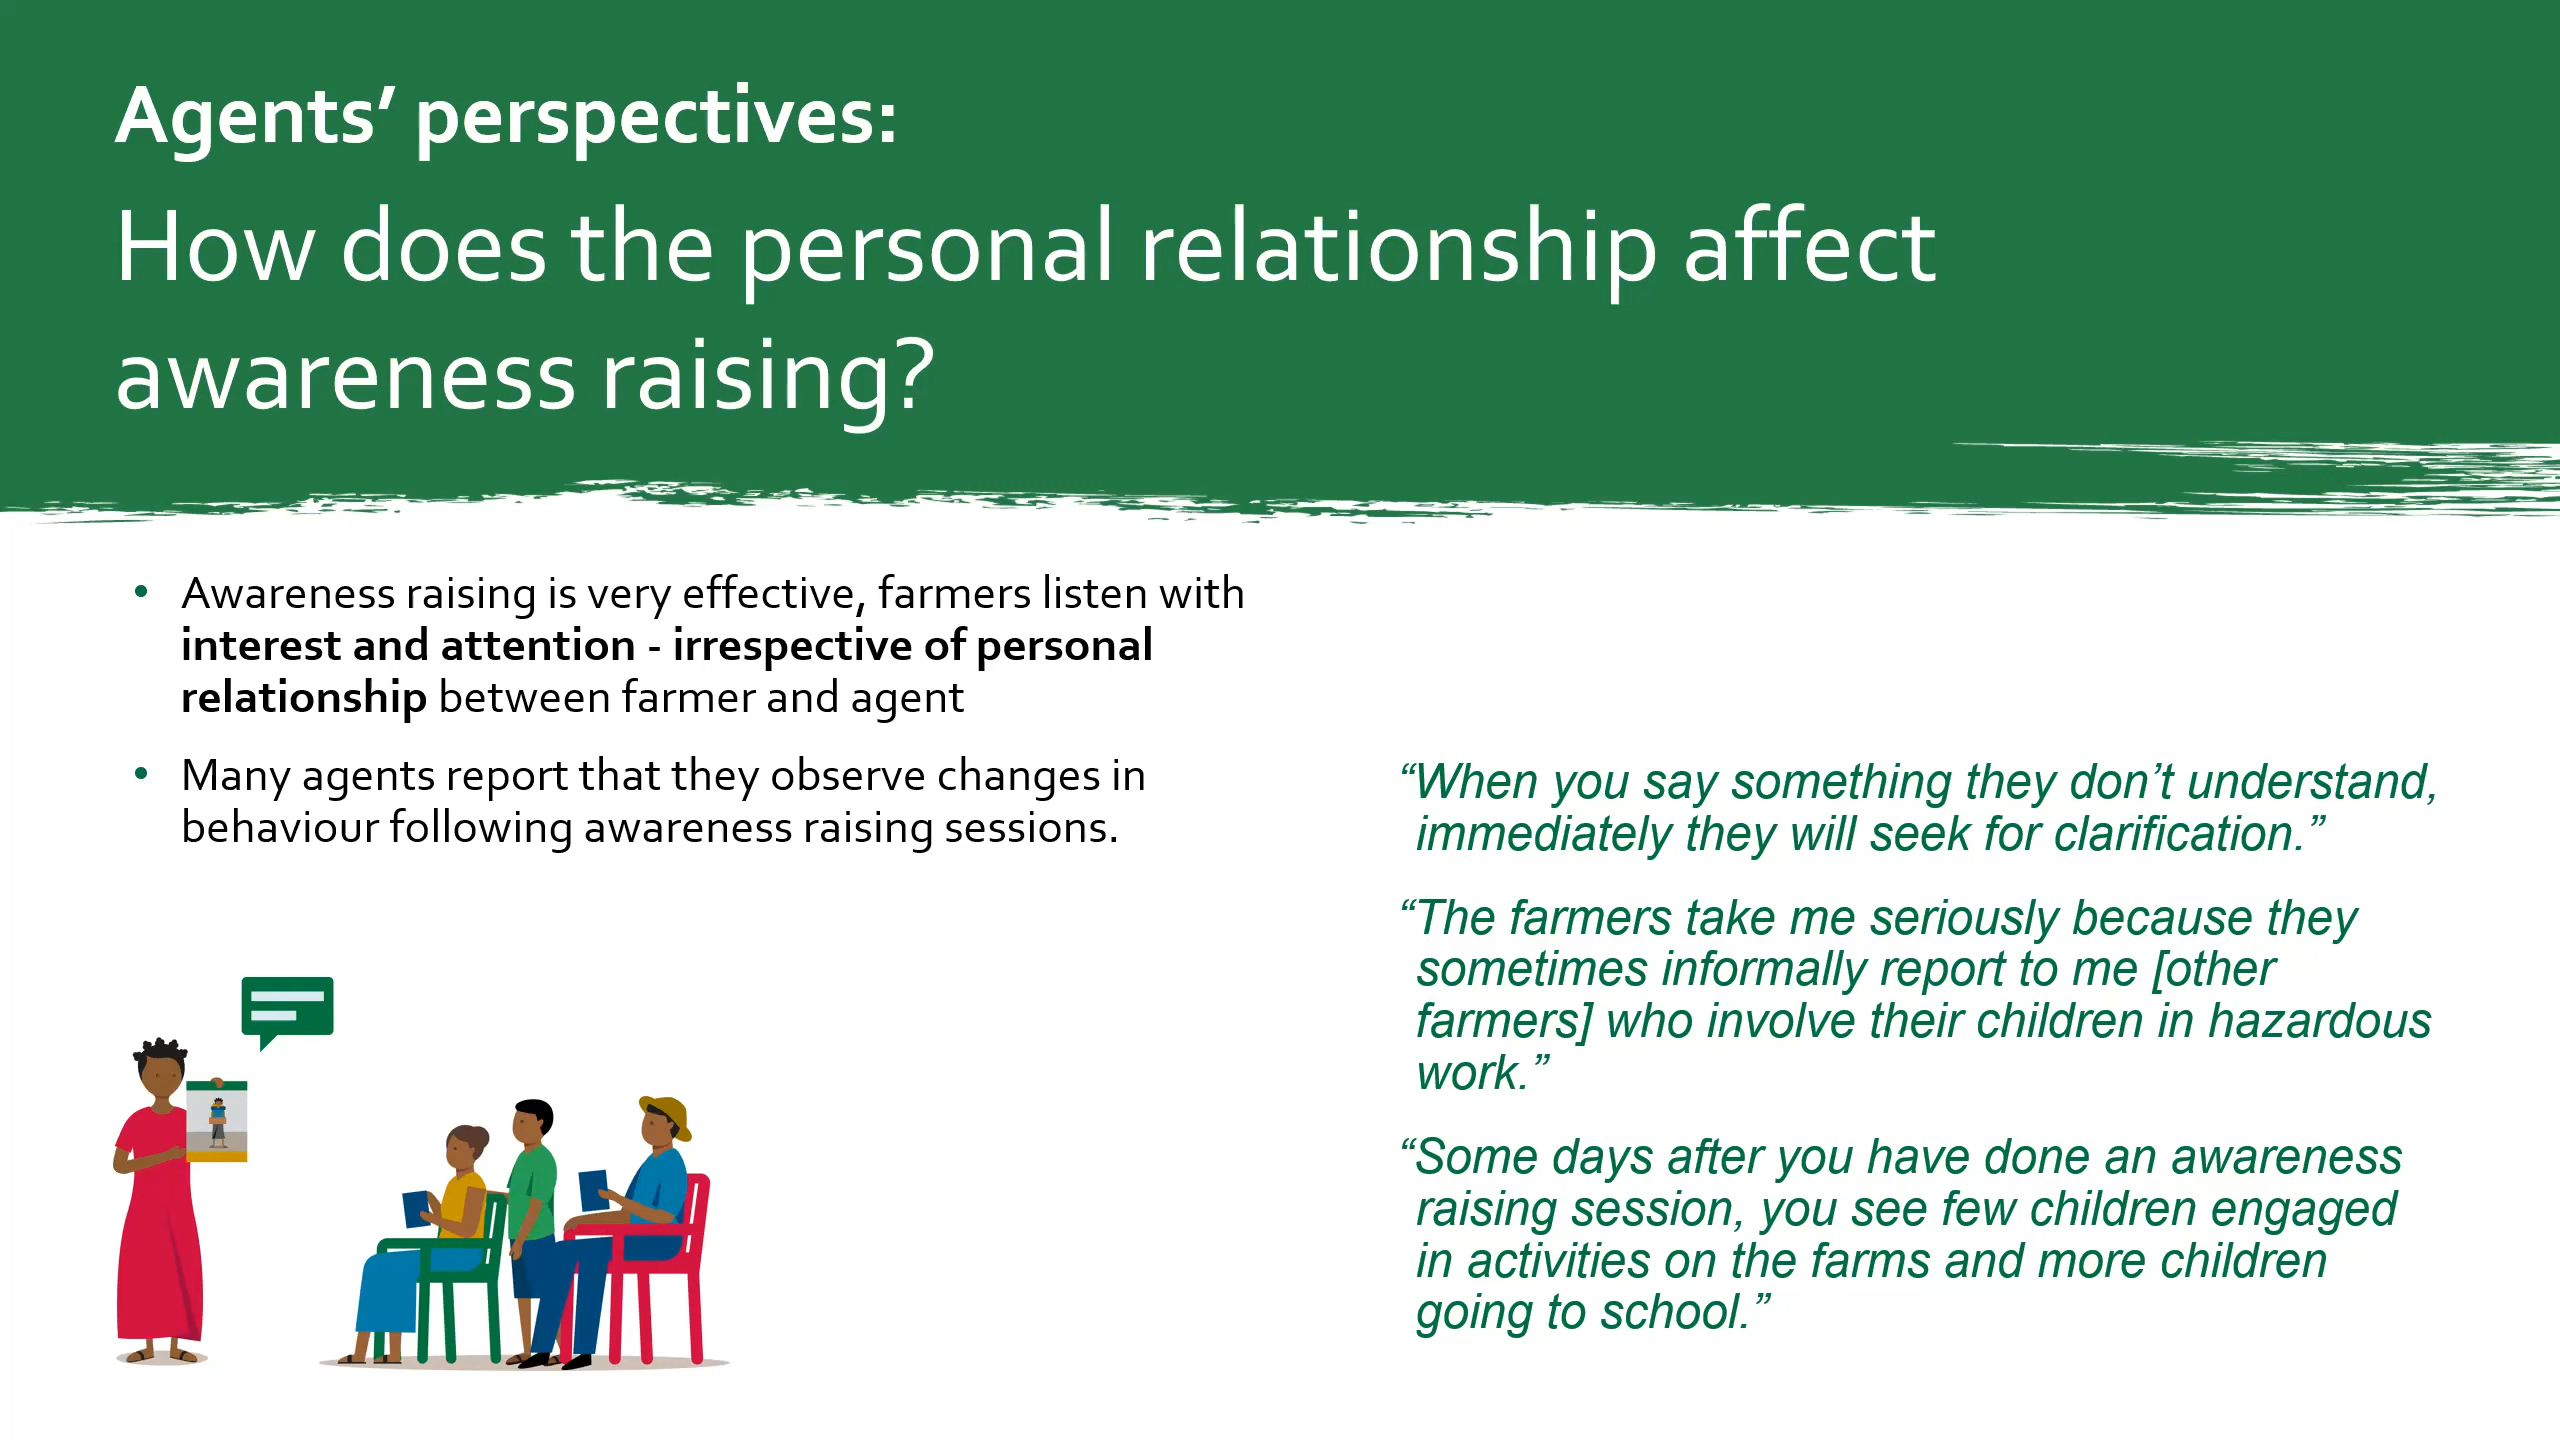 Agents’ perspectives:
How does the personal relationship affect
awareness raising?
• Awareness raising is very effective, farmers listen with
interest and attention - irrespective of personal
relationship between farmer and agent
• Many agents report that they observe changes in
behaviour following awareness raising sessions.
“When you say something they don’t understand,
immediately they will seek for clarification.”
“The farmers take me seriously because they
sometimes informally report to me [other
farmers] who involve their children in hazardous
work.”
“Some days after you have done an awareness
raising session, you see few children engaged
in activities on the farms and more children
going to school.”